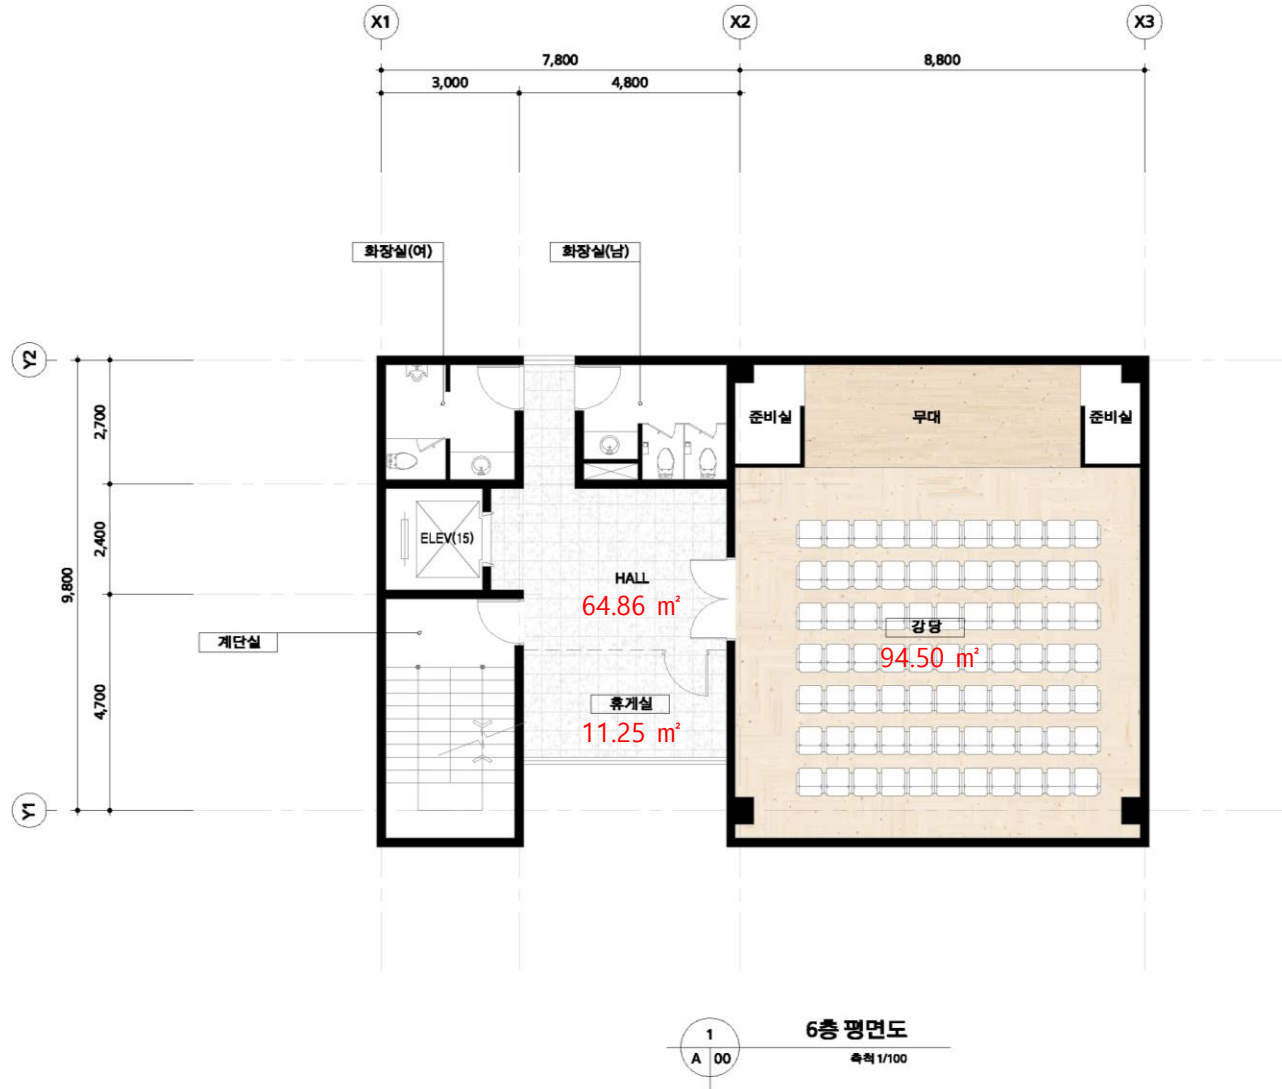 X1
X2
X3
7,800
8,800
3,000
4,800
화장실(여)
화장실(남)
Y2
2,700
준비실
무대
준비실
2,400
ELEV(15)
9,800
HALL
64.86 ㎡
강당
94.50 ㎡
계단실
4,700
휴게실
11.25 ㎡
Y1
1
A 00
6층 평면도
축척 1/100